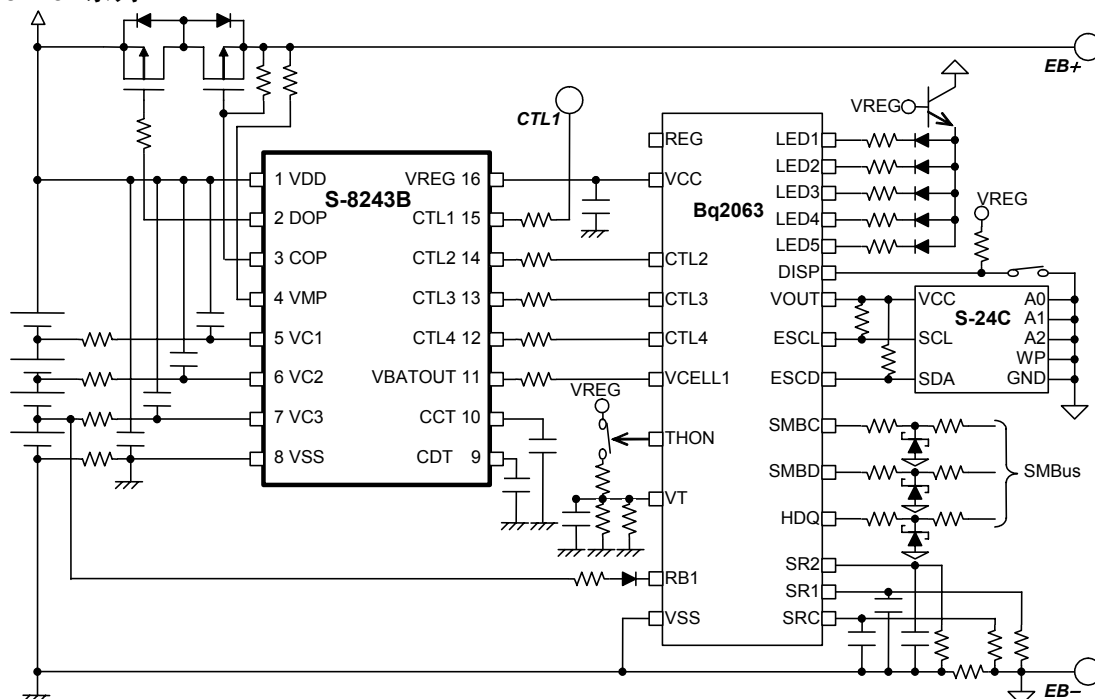 EB+
CTL1
VREG
S-8243B
1 VDD
2 DOP
3 COP
4 VMP
5 VC1
6 VC2
7 VC3
8 VSS
VREG 16
CTL1 15
CTL2 14
CTL3 13
CTL4 12
VBATOUT 11
CCT 10
CDT 9
VREG
Bq2063
REG
VCC
CTL2
CTL3
CTL4
VCELL1
THON
VT
RB1
VSS
LED1
LED2
LED3
LED4
LED5
DISP
VOUT
ESCL
ESCD
SMBC
SMBD
HDQ
SR2
SR1
SRC
VREG
S-24C
VCC
SCL
SDA
A0
A1
A2
WP
GND
SMBus
EB−